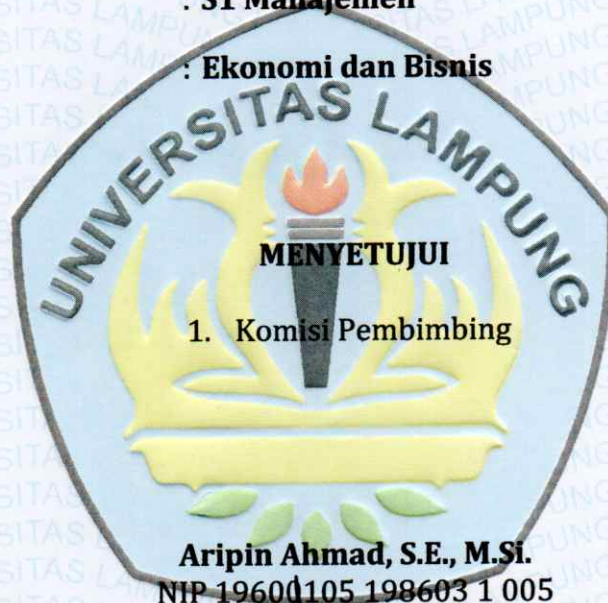 : S1 Manajemen
: Ekonomi dan Bisnis
UNIVERSITAS LAMPUNG
MENYETUJUI
1. Komisi Pembimbing
Aripin Ahmad, S.E., M.Si.
NIP 19600105 198603 1 005